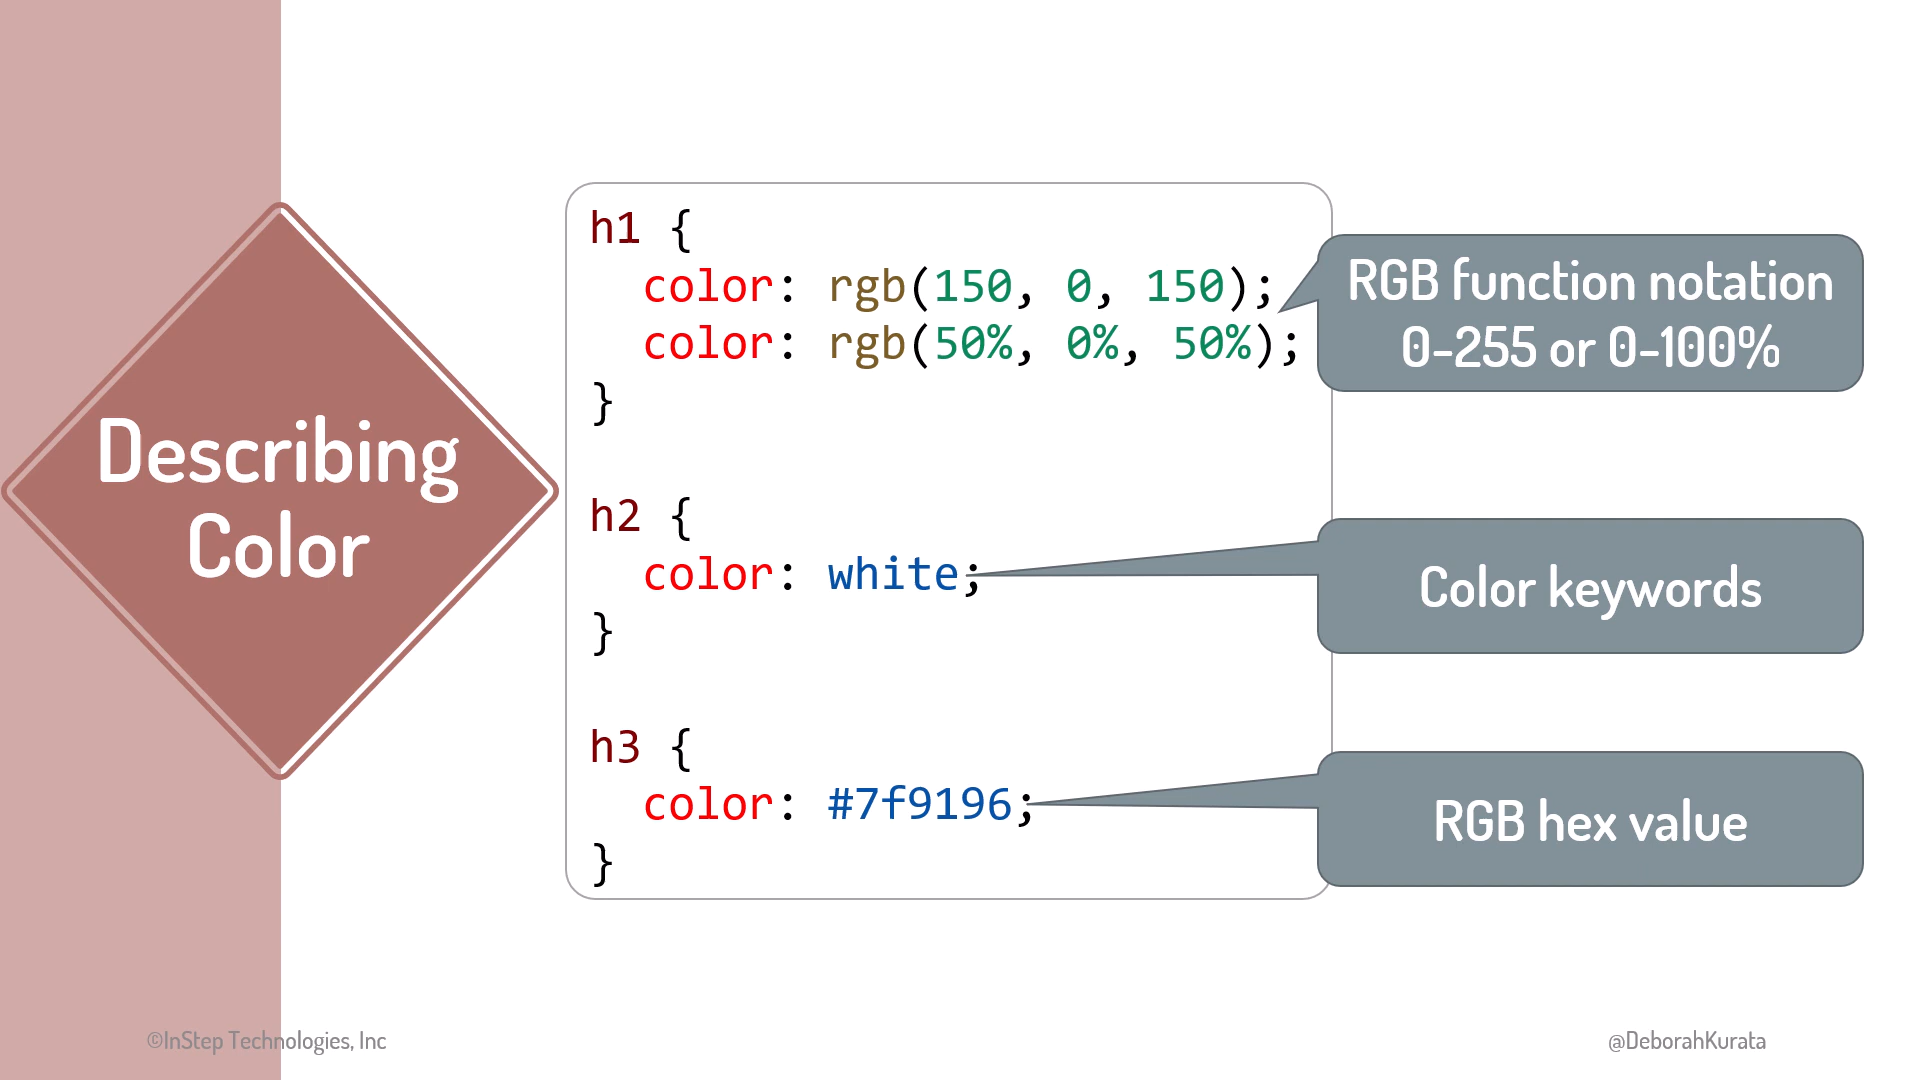 Describing
Color
h1 {
  color: rgb(150, 0, 150);
  color: rgb(50%, 0%, 50%);
}
h2 {
  color: white;
}
h3 {
  color: #7f9196;
}
RGB function notation
0-255 or 0-100%
Color keywords
RGB hex value
©InStep Technologies, Inc
@DeborahKurata